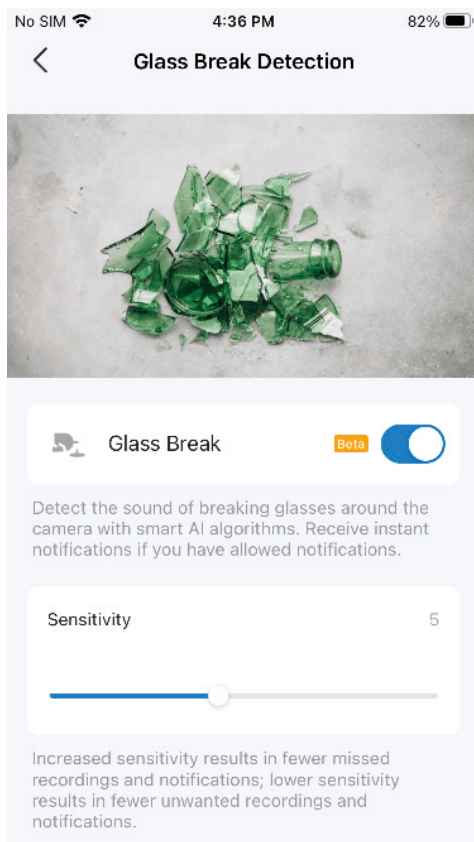 No SIM 4:36 PM 82%
Glass Break Detection
Glass Break Beta
Detect the sound of breaking glasses around the
camera with smart AI algorithms. Receive instant
notifications if you have allowed notifications.
Sensitivity 5
Increased sensitivity results in fewer missed
recordings and notifications; lower sensitivity
results in fewer unwanted recordings and
notifications.